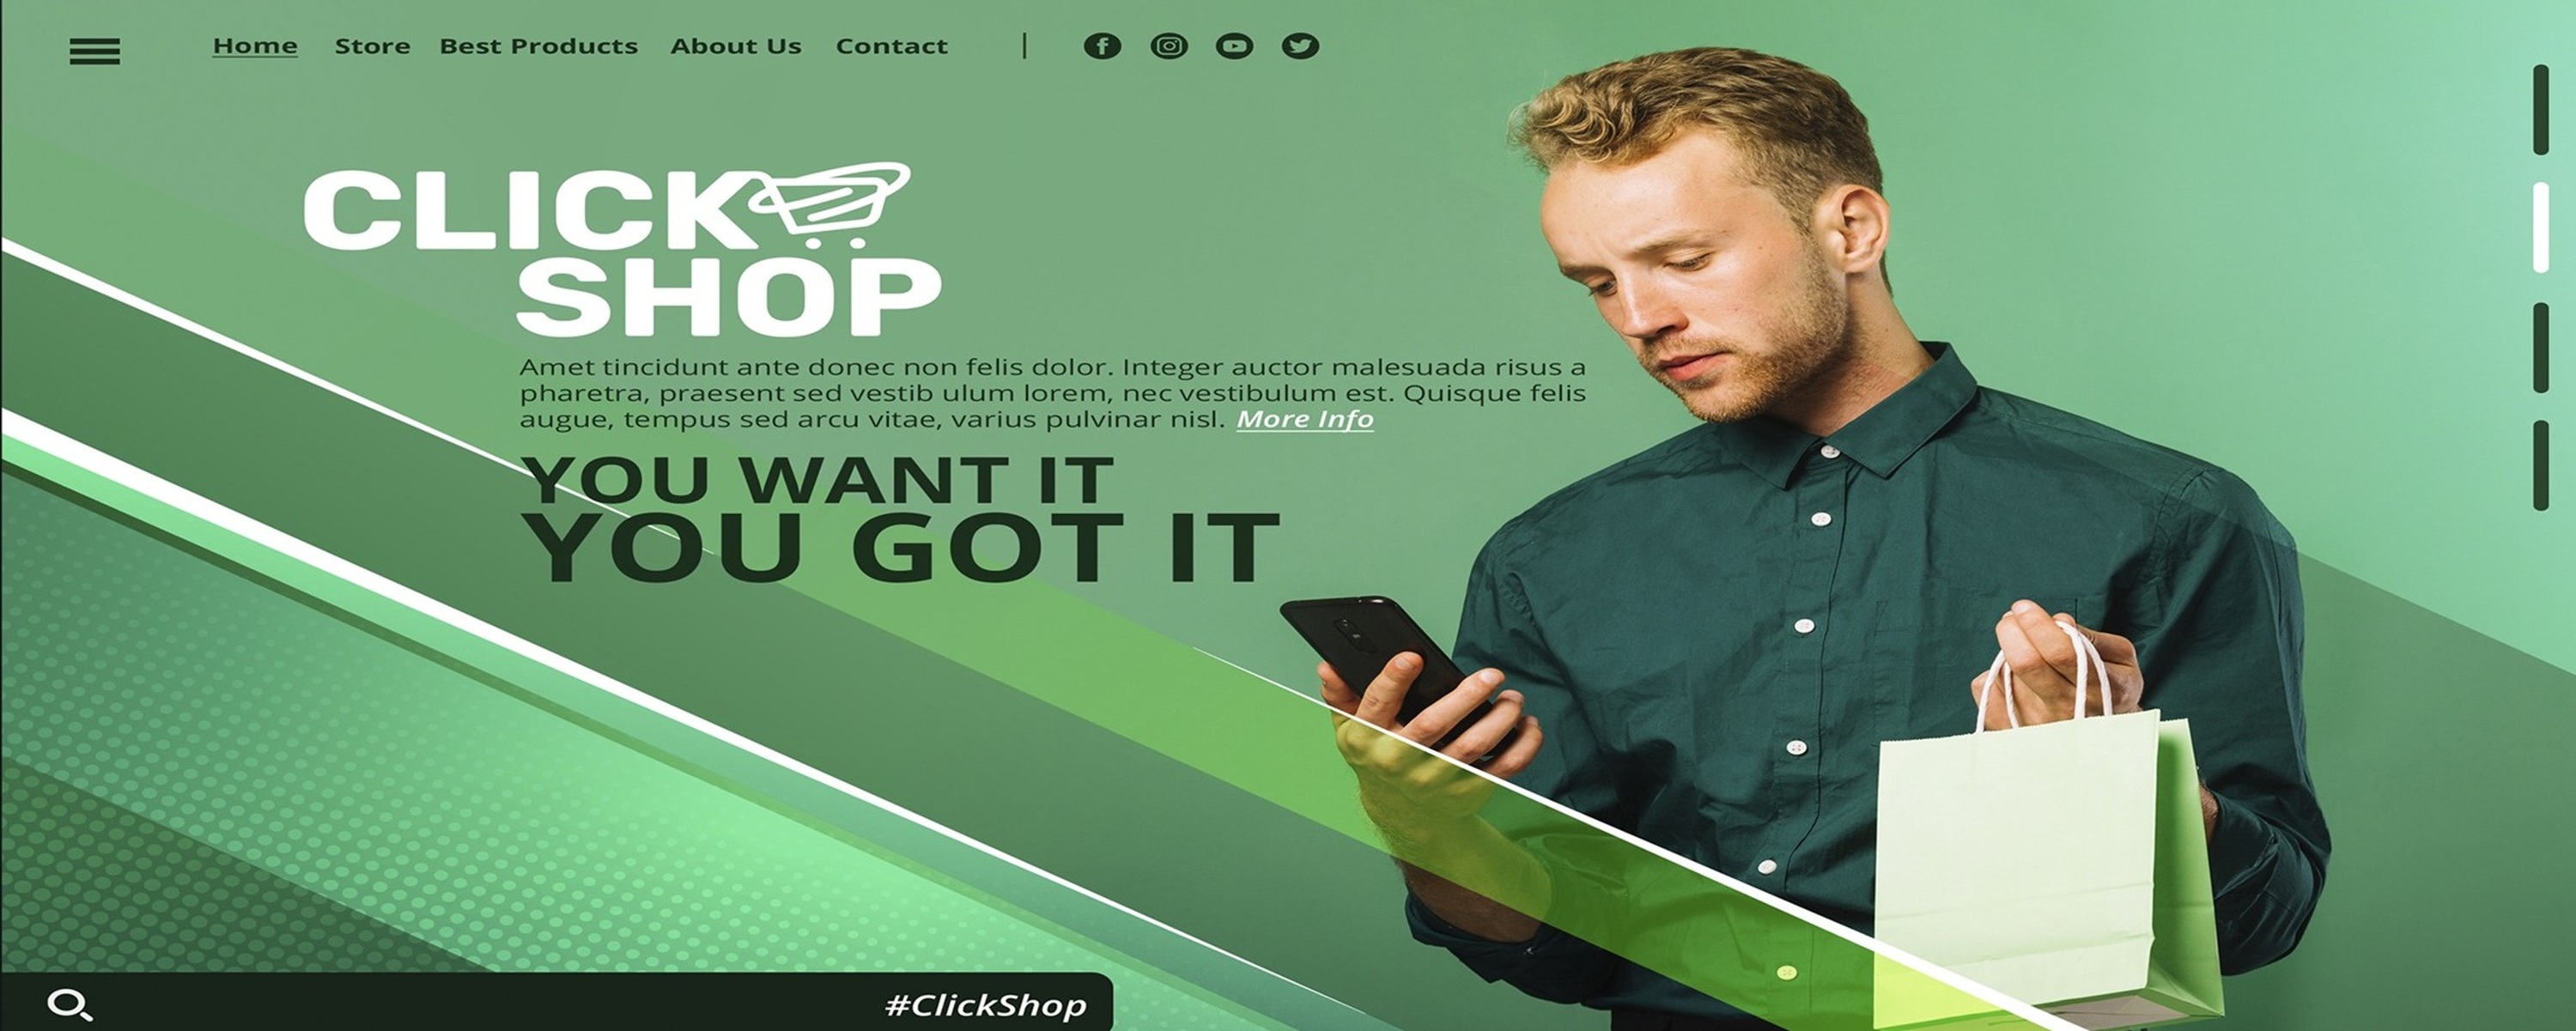 Home Store Best Products About Us Contact
CLICK
SHOP
Amet tincidunt ante donec non felis dolor. Integer auctor malesuada risus a
pharetra, praesent sed vestib ulum lorem, nec vestibulum est. Quisque felis
augue, tempus sed arcu vitae, varius pulvinar nisl. More Info
YOU WANT IT
YOU GOT IT
#ClickShop